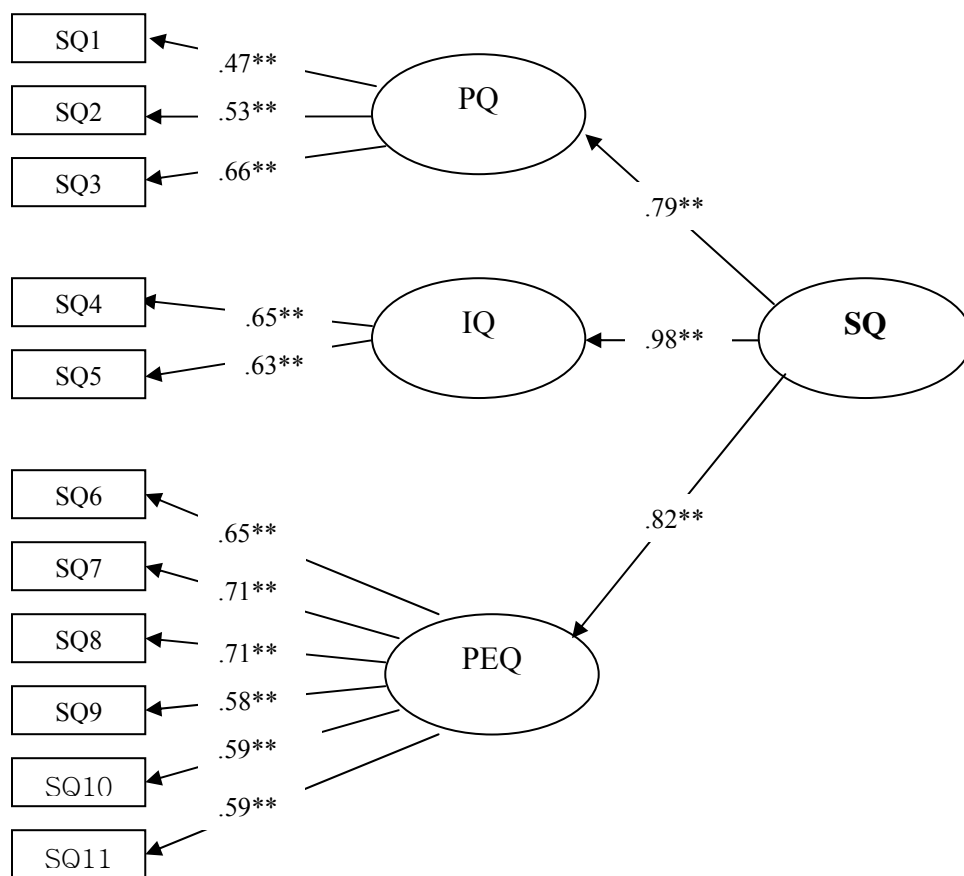 SQ1
.47**
PQ
SQ2
.53**
SQ3
.66**
.79**
SQ4
.65**
IQ
SQ
SQ5
.63**
.98**
SQ6
.65**
.82**
SQ7
.71**
SQ8
.71**
PEQ
SQ9
.58**
SQ10
.59**
SQ11
.59**